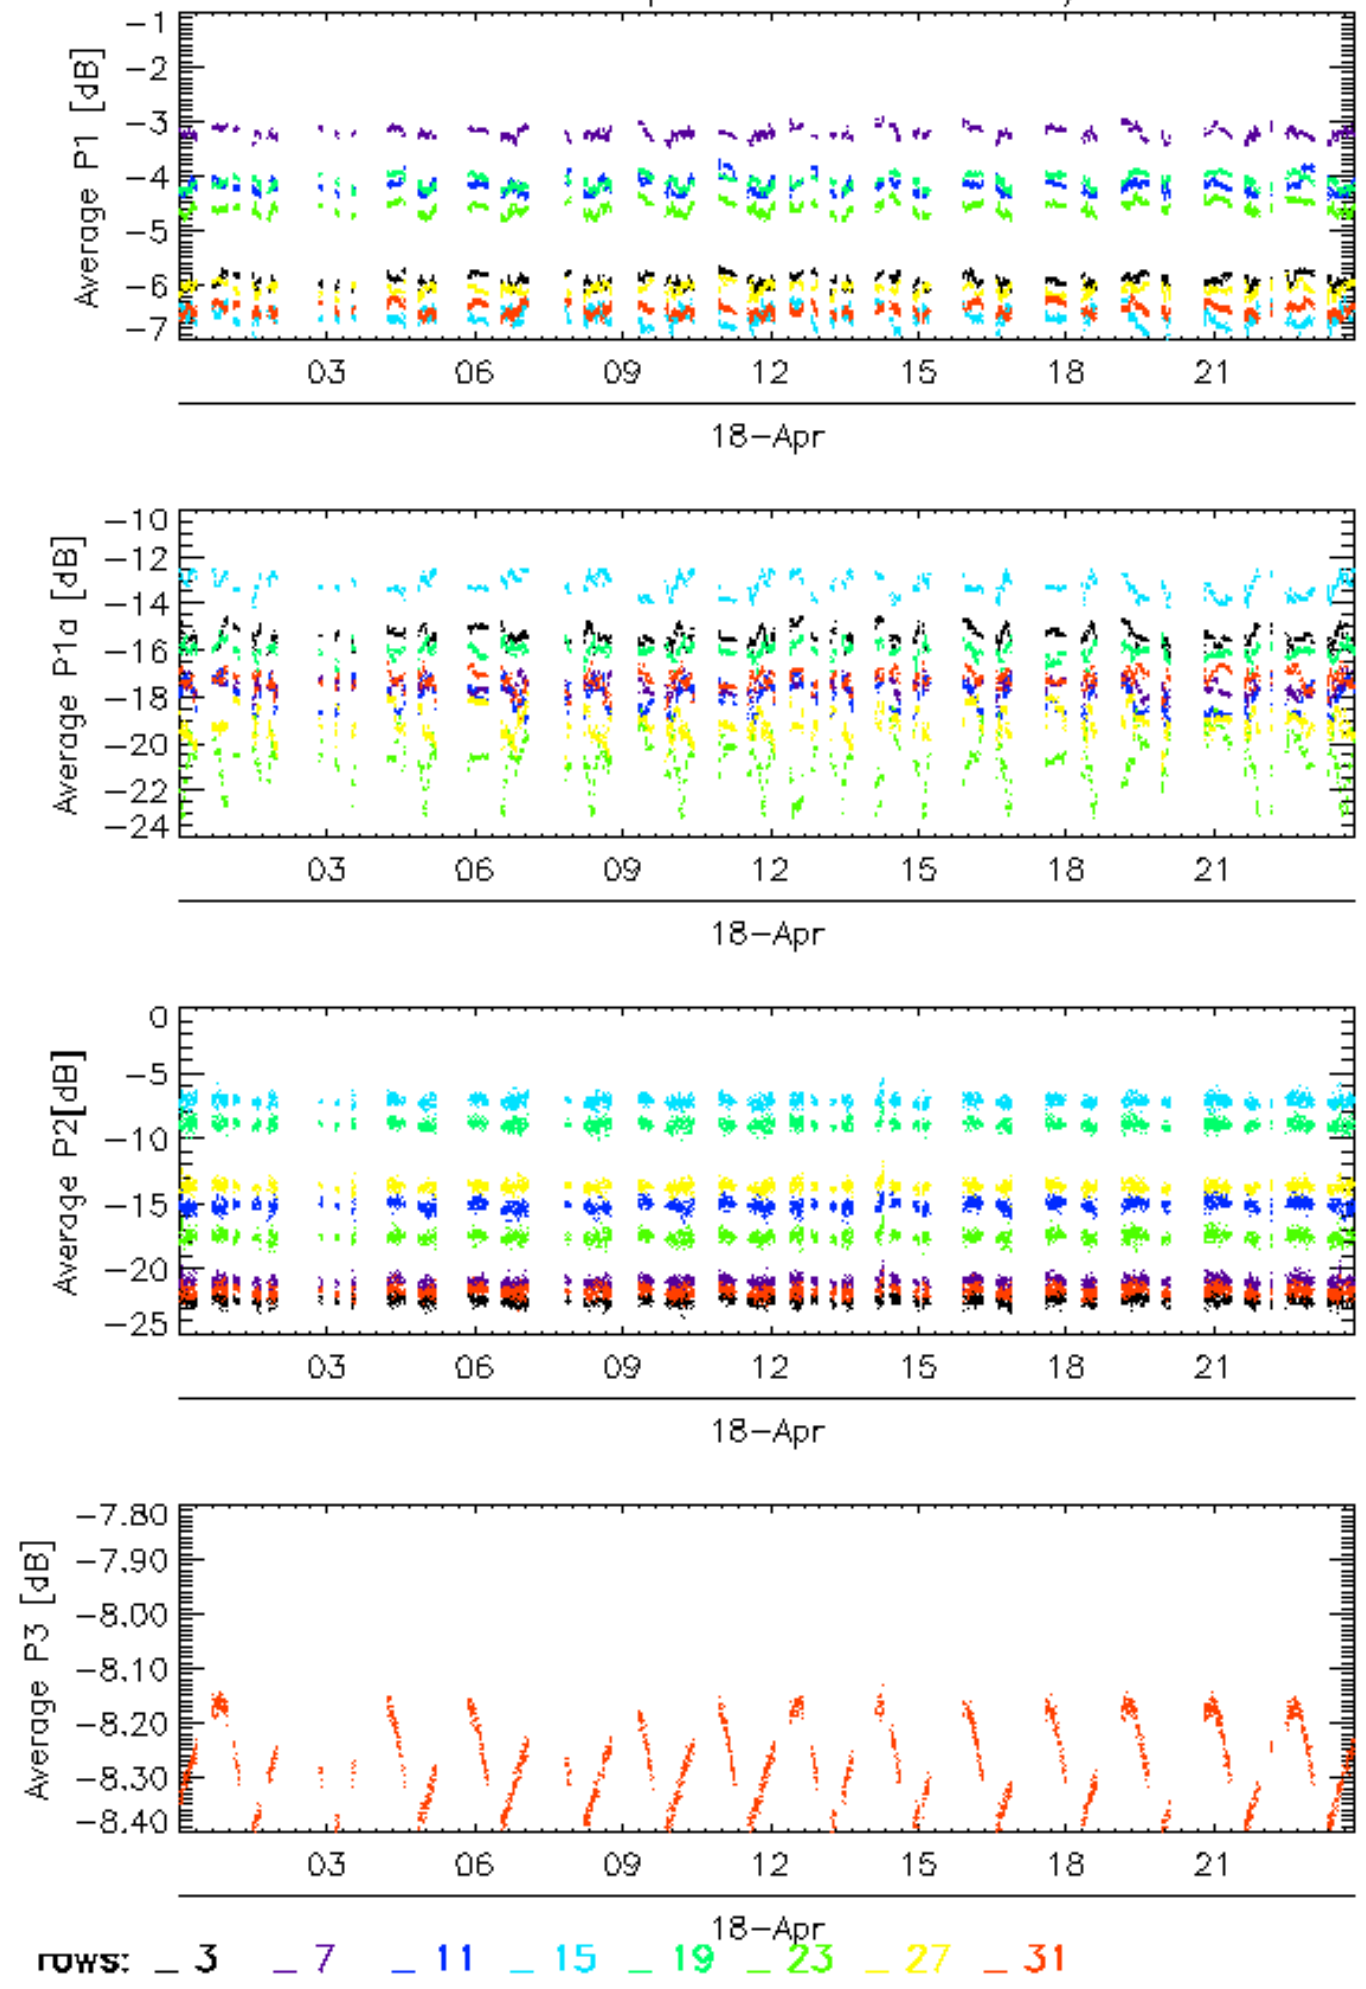 Average P1 [dB]
-1
-2
-3
-4
-5
-6
-7
03 06 09 12 15 18 21
18-Apr
Average P1a [dB]
-10
-12
-14
-16
-18
-20
-22
-24
03 06 09 12 15 18 21
18-Apr
Average P2[dB]
0
-5
-10
-15
-20
-25
03 06 09 12 15 18 21
18-Apr
Average P3 [dB]
-7.80
-7.90
-8.00
-8.10
-8.20
-8.30
-8.40
03 06 09 12 15 18 21
18-Apr
rows: _ 3 _ 7 _ 11 _ 15 _ 19 _ 23 _ 27 _ 31